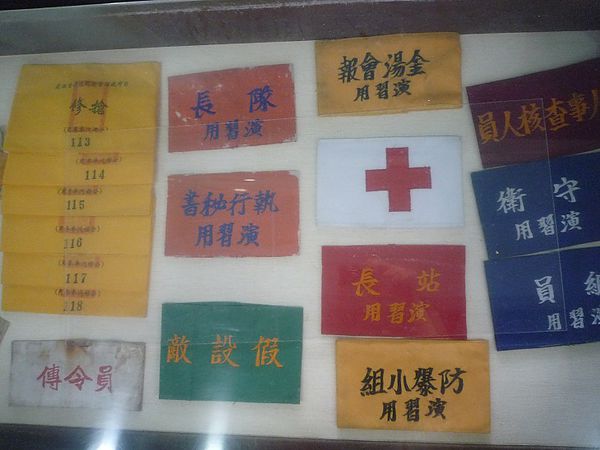 搶修
113
114
115
116
117
118
傳令員
隊長
演習用
執行秘書
演習用
假設敵
金湯會報
演習用
站長
演習用
防爆小組
演習用
人事查核人員
守衛
演習用
組員
演習用